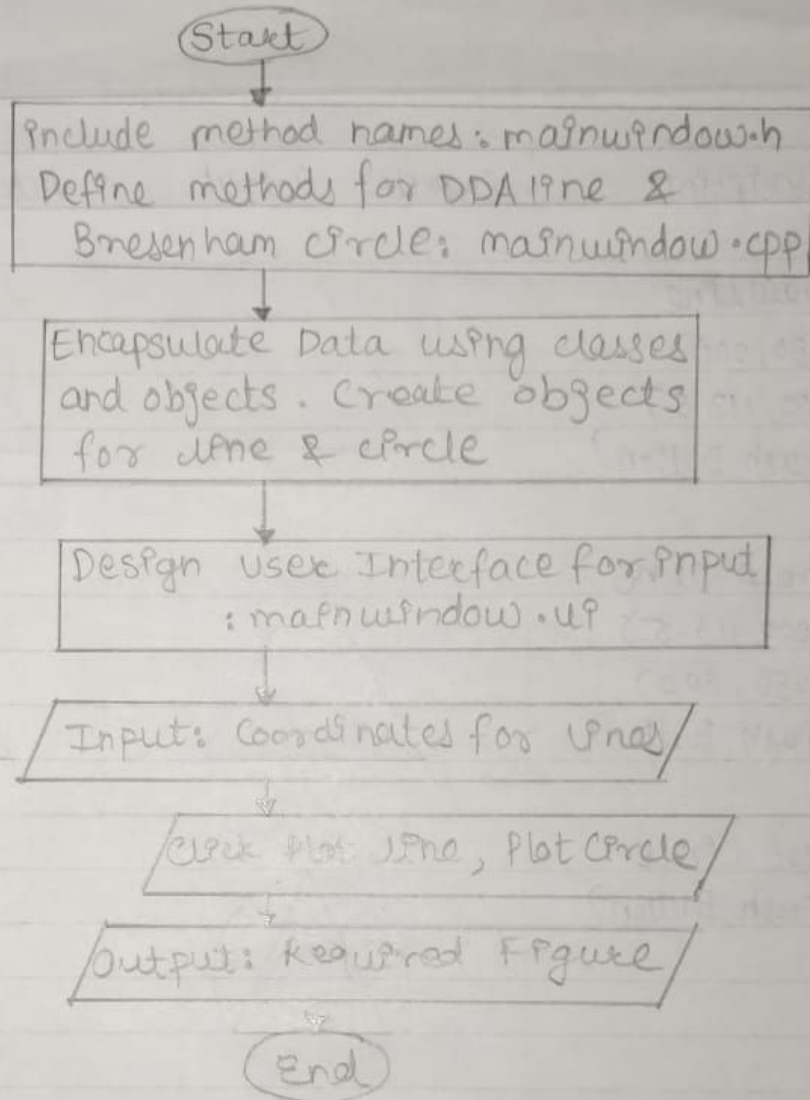 Start
include method names: mainwindow.h
Define methods for DDA line &
Bresenham circle: mainwindow.cpp
Encapsulate Data using classes
and objects. Create objects
for line & circle
Design user Interface for input
: mainwindow.ui
Input: Coordinates for lines
Click Plot line, Plot Circle
Output: Required Figure
End